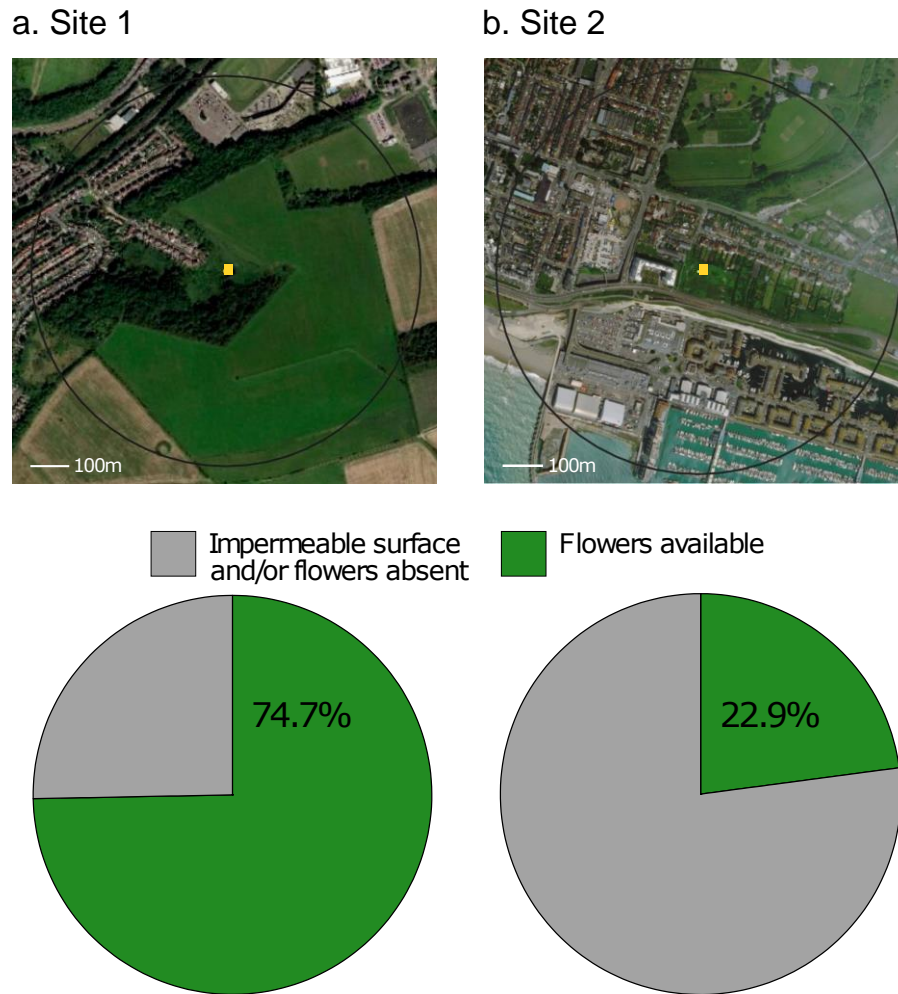 a. Site 1
b. Site 2
100m
100m
Impermeable surface
and/or flowers absent
Flowers available
74.7%
22.9%